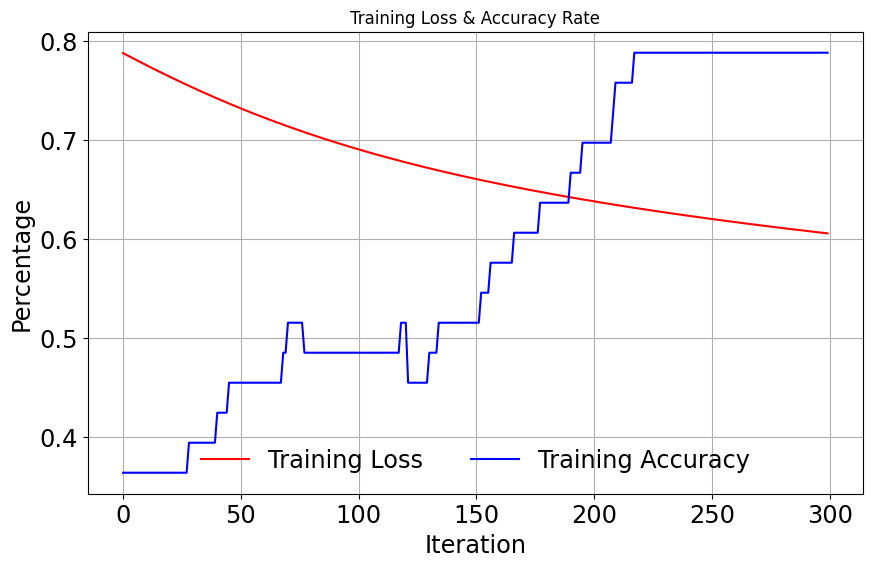 Training Loss & Accuracy Rate
0.8
0.7
0.6
0.5
0.4
Percentage
Training Loss
Training Accuracy
0 50 100 150 200 250 300
Iteration